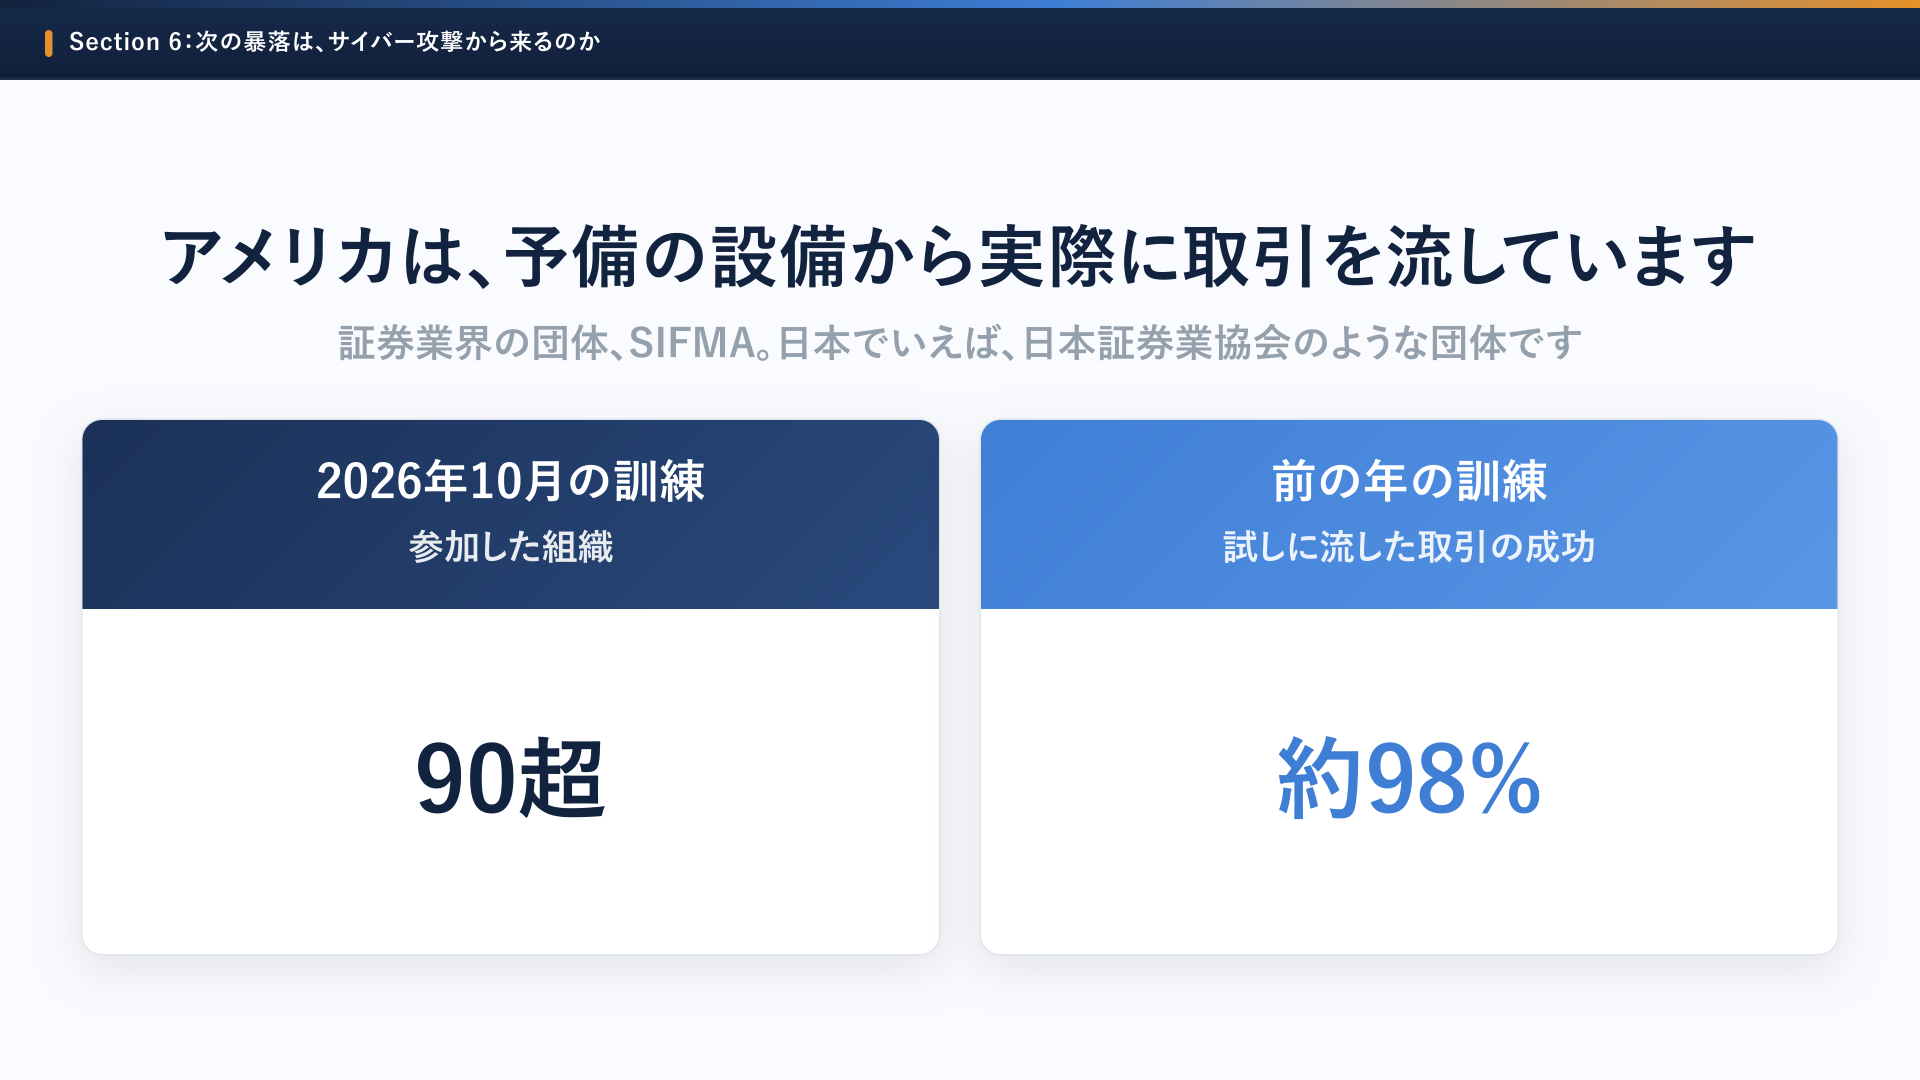 Section 6：次の暴落は、サイバー攻撃から来るのか
アメリカは、予備の設備から実際に取引を流しています
証券業界の団体、SIFMA。日本でいえば、日本証券業協会のような団体です
2026年10月の訓練
参加した組織
90超
前の年の訓練
試しに流した取引の成功
約98%